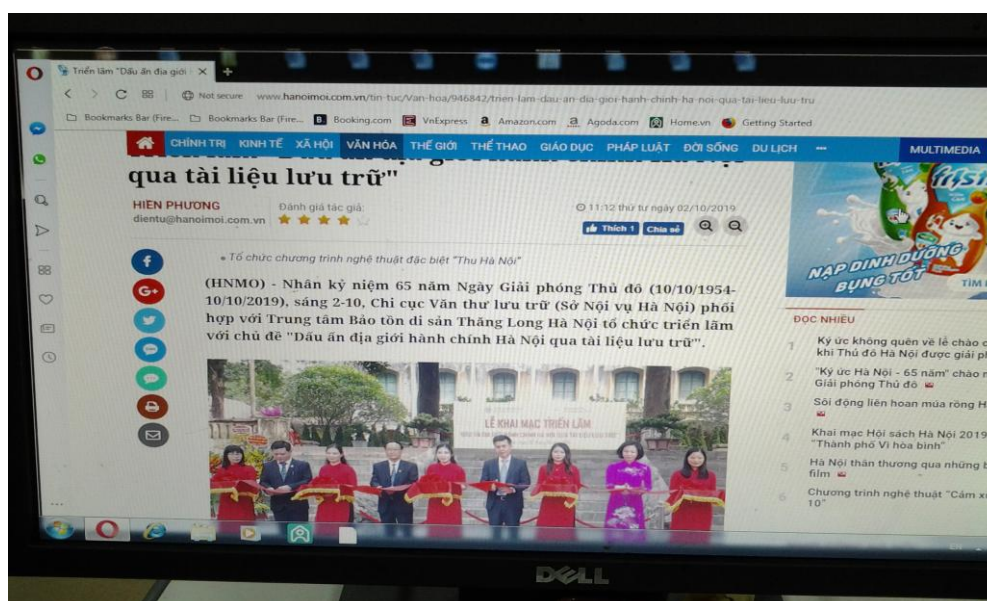 Triển lãm "Dấu ấn địa giới
Not secure www.hanoimoi.com.vn/tin-tuc/Van-hoa/946842/trien-lam-dau-an-dia-gioi-hanh-chinh-ha-noi-qua-tai-lieu-luu-tru
Bookmarks Bar (Fire... Bookmarks Bar (Fire... B Booking.com VnExpress a Amazon.com a Agoda.com Home.vn Getting Started
CHÍNH TRỊ KINH TẾ XÃ HỘI VĂN HÓA THẾ GIỚI THỂ THAO GIÁO DỤC PHÁP LUẬT ĐỜI SỐNG DU LỊCH ••• MULTIMEDIA
qua tài liệu lưu trữ"
HIỀN PHƯƠNG
dientu@hanoimoi.com.vn
Đánh giá tác giả:
11:12 thứ tư ngày 02/10/2019
Thích 1 Chia sẻ
• Tổ chức chương trình nghệ thuật đặc biệt "Thu Hà Nội"
(HNMO) - Nhân kỷ niệm 65 năm Ngày Giải phóng Thủ đô (10/10/1954-
10/10/2019), sáng 2-10, Chi cục Văn thư lưu trữ (Sở Nội vụ Hà Nội) phối
hợp với Trung tâm Bảo tồn di sản Thăng Long Hà Nội tổ chức triển lãm
với chủ đề "Dấu ấn địa giới hành chính Hà Nội qua tài liệu lưu trữ".
LỄ KHAI MẠC TRIỂN LÃM
fristi
NẠP DINH DƯỠNG
BỤNG TỐT
TÌM
ĐỌC NHIỀU
1 Ký ức không quên về lễ chào
khi Thủ đô Hà Nội được giải
2 "Ký ức Hà Nội - 65 năm" chào
Giải phóng Thủ đô
3 Sôi động liên hoan múa rồng
4 Khai mạc Hội sách Hà Nội 2019
"Thành phố Vì hòa bình"
5 Hà Nội thân thương qua những
film
6 Chương trình nghệ thuật "Cảm
10"
EN
DELL